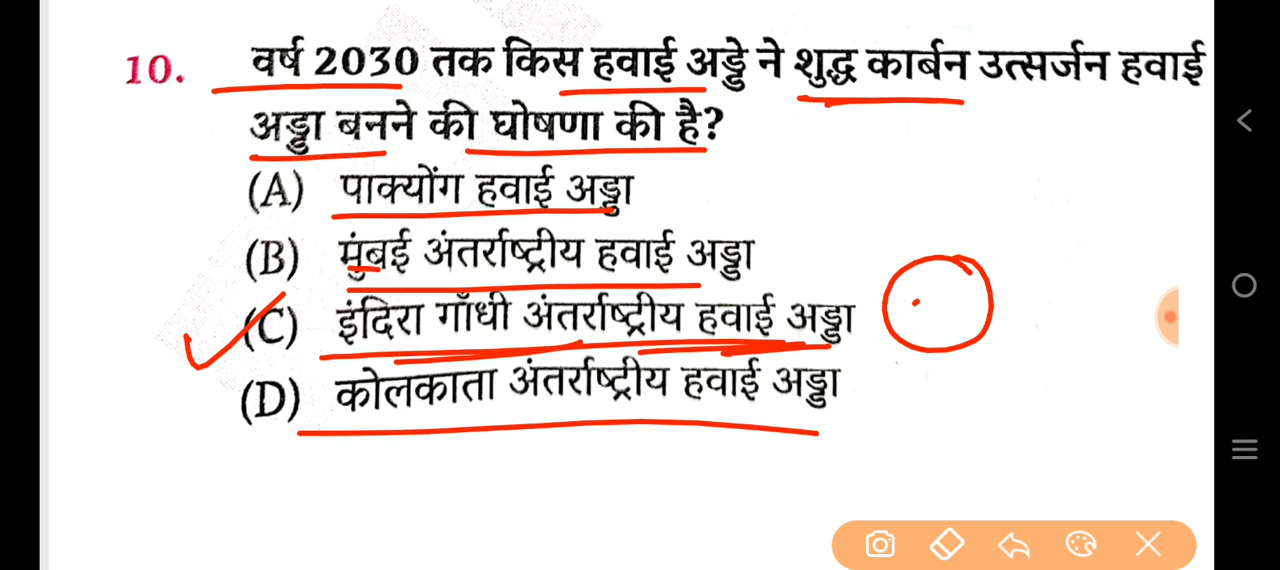 10. वर्ष 2030 तक किस हवाई अड्डे ने शुद्ध कार्बन उत्सर्जन हवाई
अड्डा बनने की घोषणा की है?
(A) पाक्योंग हवाई अड्डा
(B) मुंबई अंतर्राष्ट्रीय हवाई अड्डा
(C) इंदिरा गाँधी अंतर्राष्ट्रीय हवाई अड्डा
(D) कोलकाता अंतर्राष्ट्रीय हवाई अड्डा